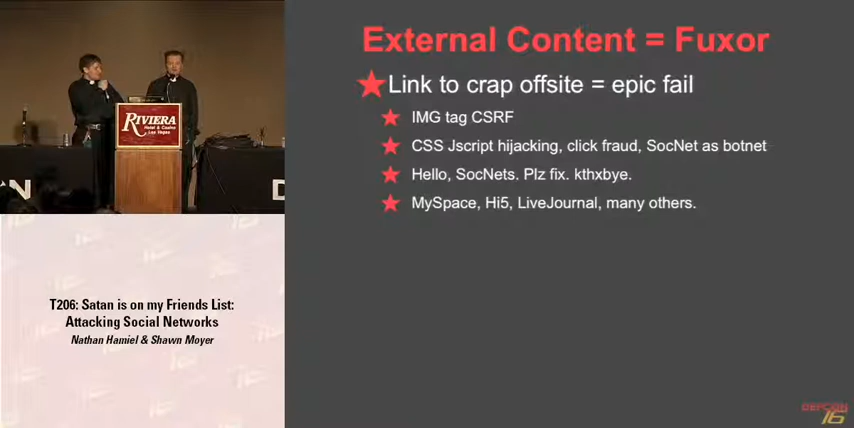 External Content = Fuxor
Link to crap offsite = epic fail
IMG tag CSRF
CSS Jscript hijacking, click fraud, SocNet as botnet
Hello, SocNets. Plz fix. kthxbye.
MySpace, Hi5, LiveJournal, many others.
RIVIERA
Hotel & Casino
Las Vegas
T206: Satan is on my Friends List:
Attacking Social Networks
Nathan Hamiel & Shawn Moyer
DEFCON
16